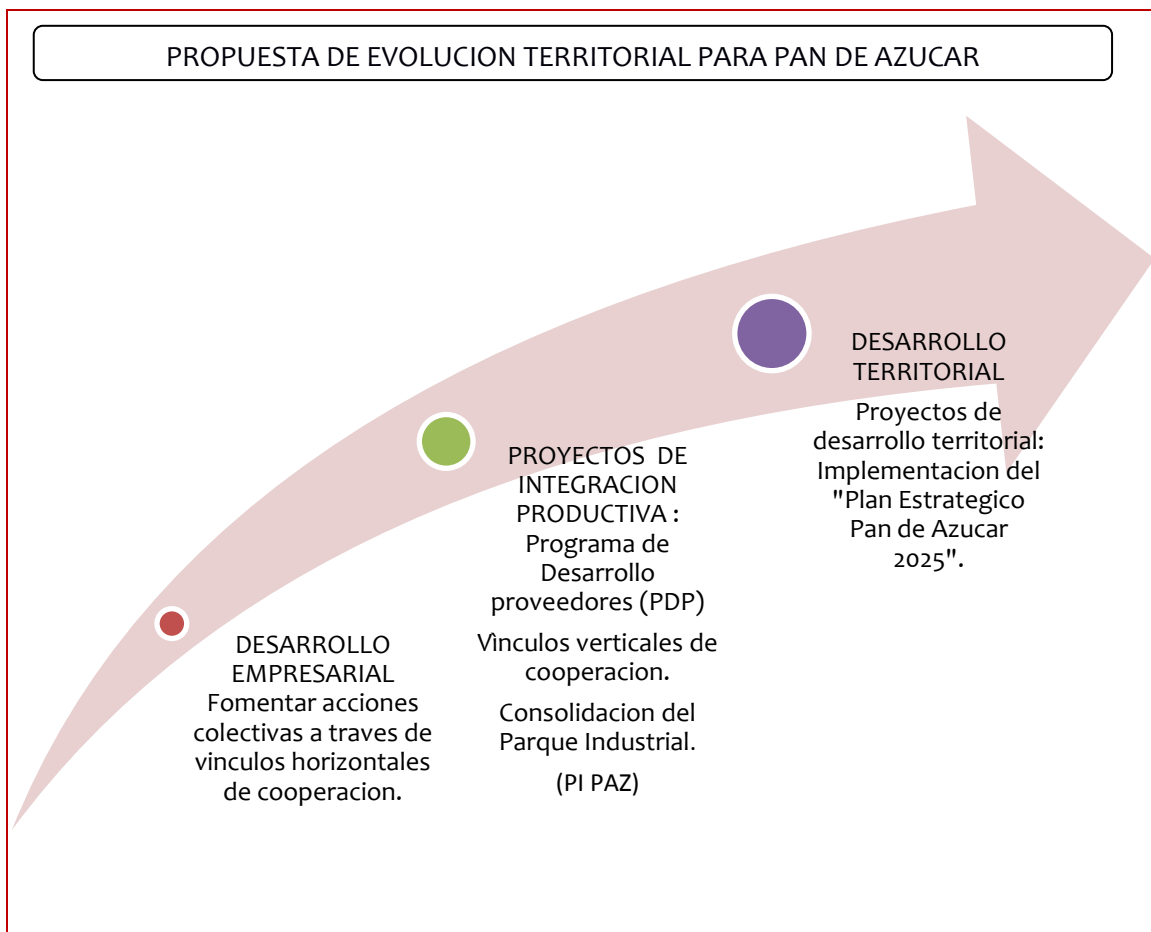 PROPUESTA DE EVOLUCION TERRITORIAL PARA PAN DE AZUCAR
DESARROLLO
EMPRESARIAL
Fomentar acciones
colectivas a traves de
vinculos horizontales
de cooperacion.
PROYECTOS DE
INTEGRACION
PRODUCTIVA :
Programa de
Desarrollo
proveedores (PDP)
Vìnculos verticales de
cooperacion.
Consolidacion del
Parque Industrial.
(PI PAZ)
DESARROLLO
TERRITORIAL
Proyectos de
desarrollo territorial:
Implementacion del
"Plan Estrategico
Pan de Azucar
2025".